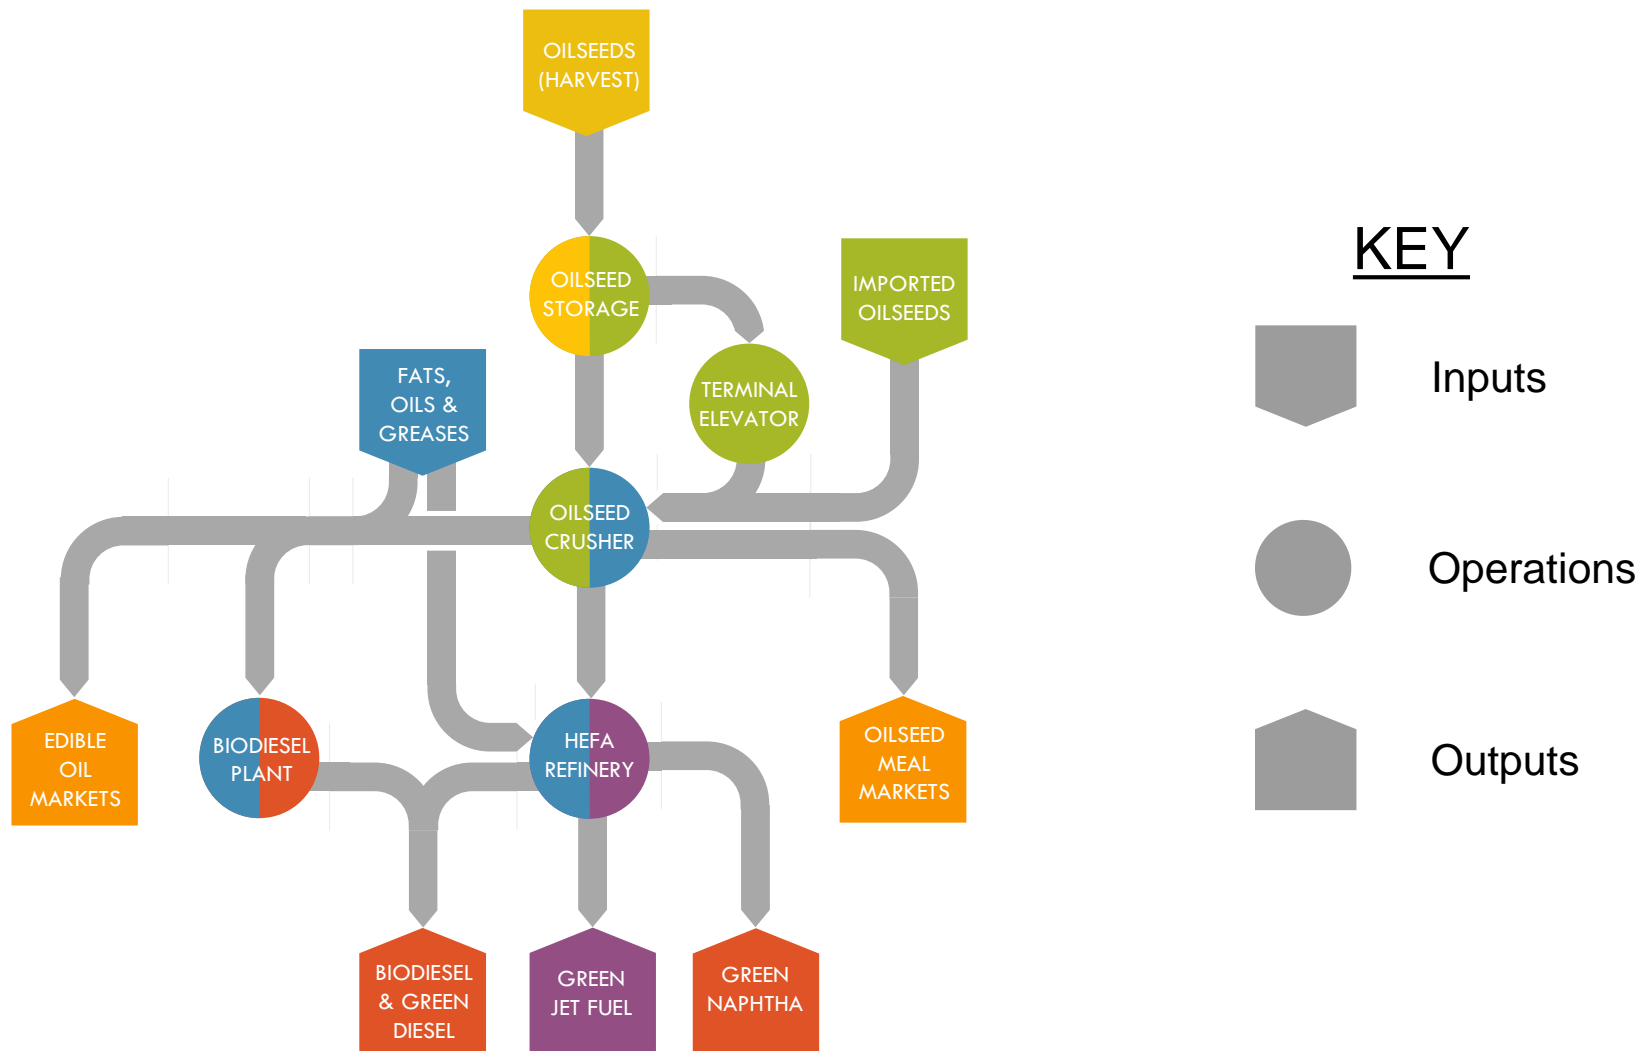 OILSEEDS
(HARVEST)
OILSEED
STORAGE
IMPORTED
OILSEEDS
FATS,
OILS &
GREASES
TERMINAL
ELEVATOR
OILSEED
CRUSHER
EDIBLE
OIL
MARKETS
BIODIESEL
PLANT
HEFA
REFINERY
OILSEED
MEAL
MARKETS
BIODIESEL
& GREEN
DIESEL
GREEN
JET FUEL
GREEN
NAPHTHA
KEY
Inputs
Operations
Outputs